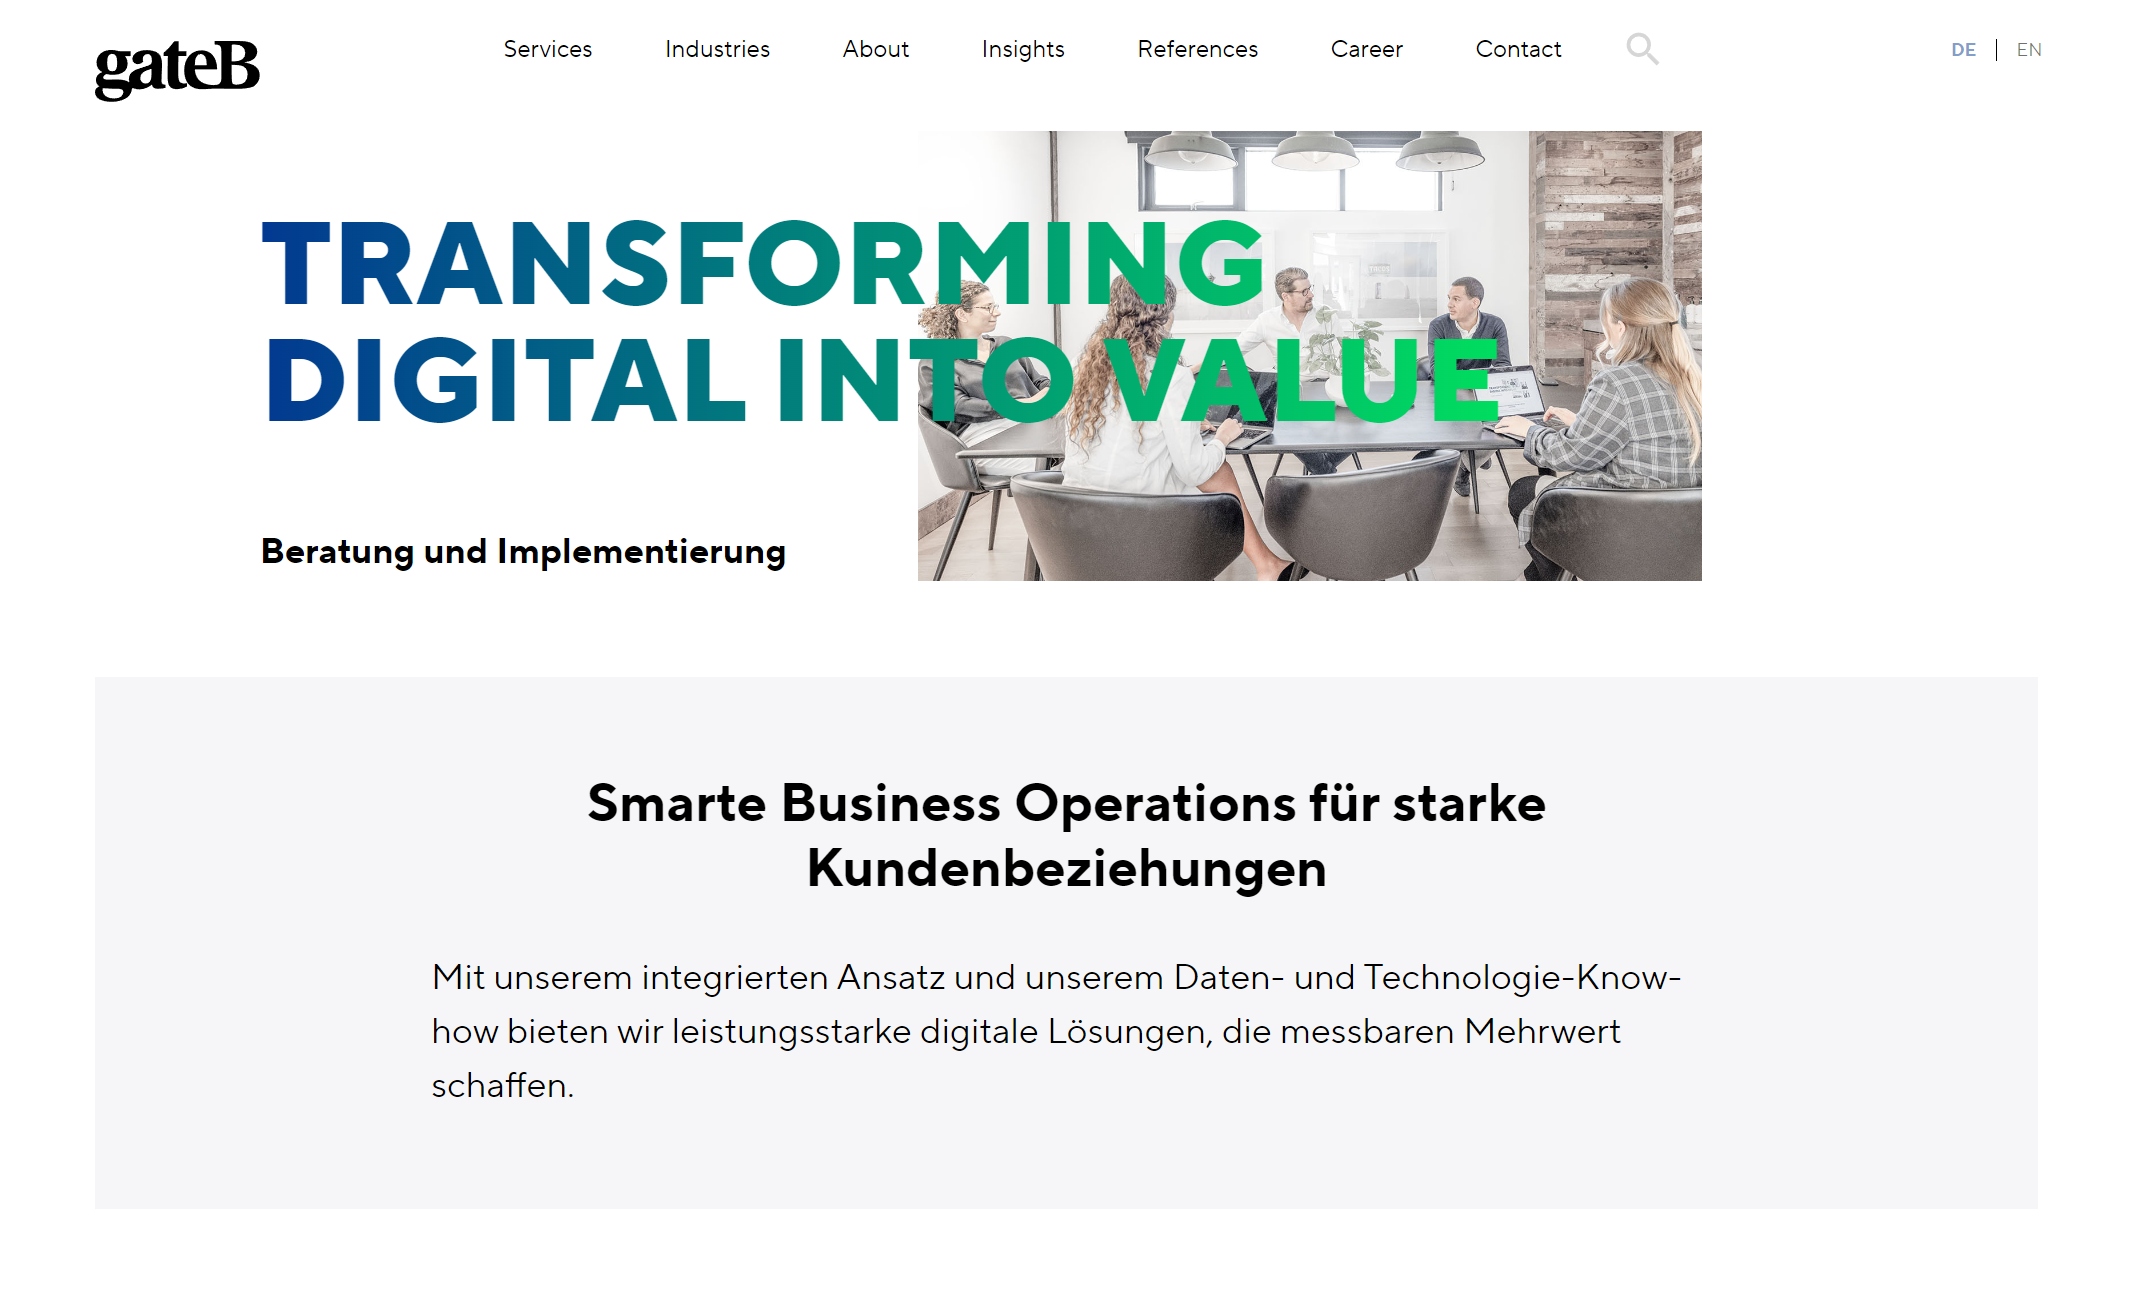 gateB
Services
Industries
About
Insights
References
Career
Contact
DE
EN
TRANSFORMING
DIGITAL INTO VALUE
Beratung und Implementierung
Smarte Business Operations für starke
Kundenbeziehungen
Mit unserem integrierten Ansatz und unserem Daten- und Technologie-Know-
how bieten wir leistungsstarke digitale Lösungen, die messbaren Mehrwert
schaffen.